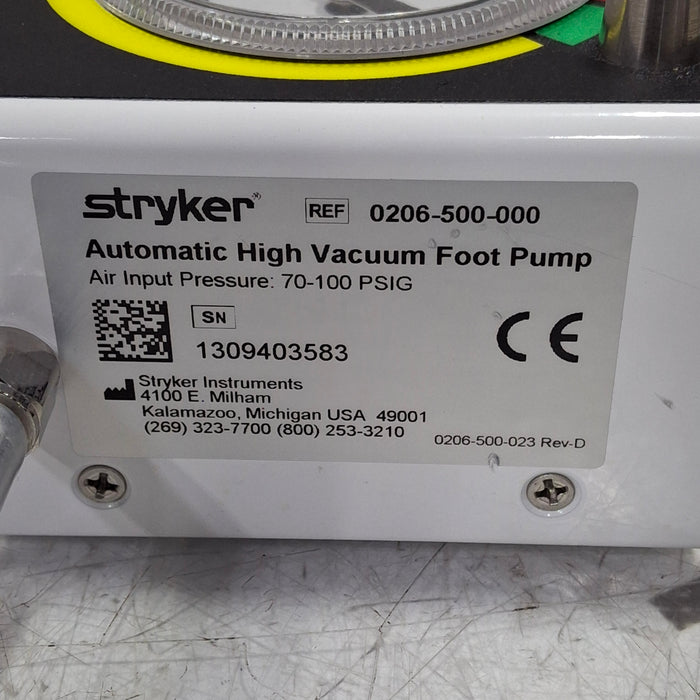 stryker®
REF 0206-500-000
Automatic High Vacuum Foot Pump
Air Input Pressure: 70-100 PSIG
SN
1309403583
CE
Stryker Instruments
4100 E. Milham
Kalamazoo, Michigan USA 49001
(269) 323-7700 (800) 253-3210
0206-500-023 Rev-D